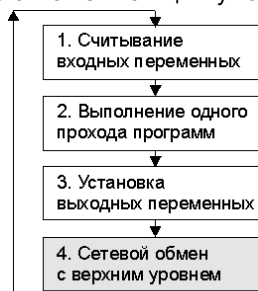 1. Считывание
входных переменных
2. Выполнение одного
прохода программ
3. Установка
выходных переменных
4. Сетевой обмен
с верхним уровнем